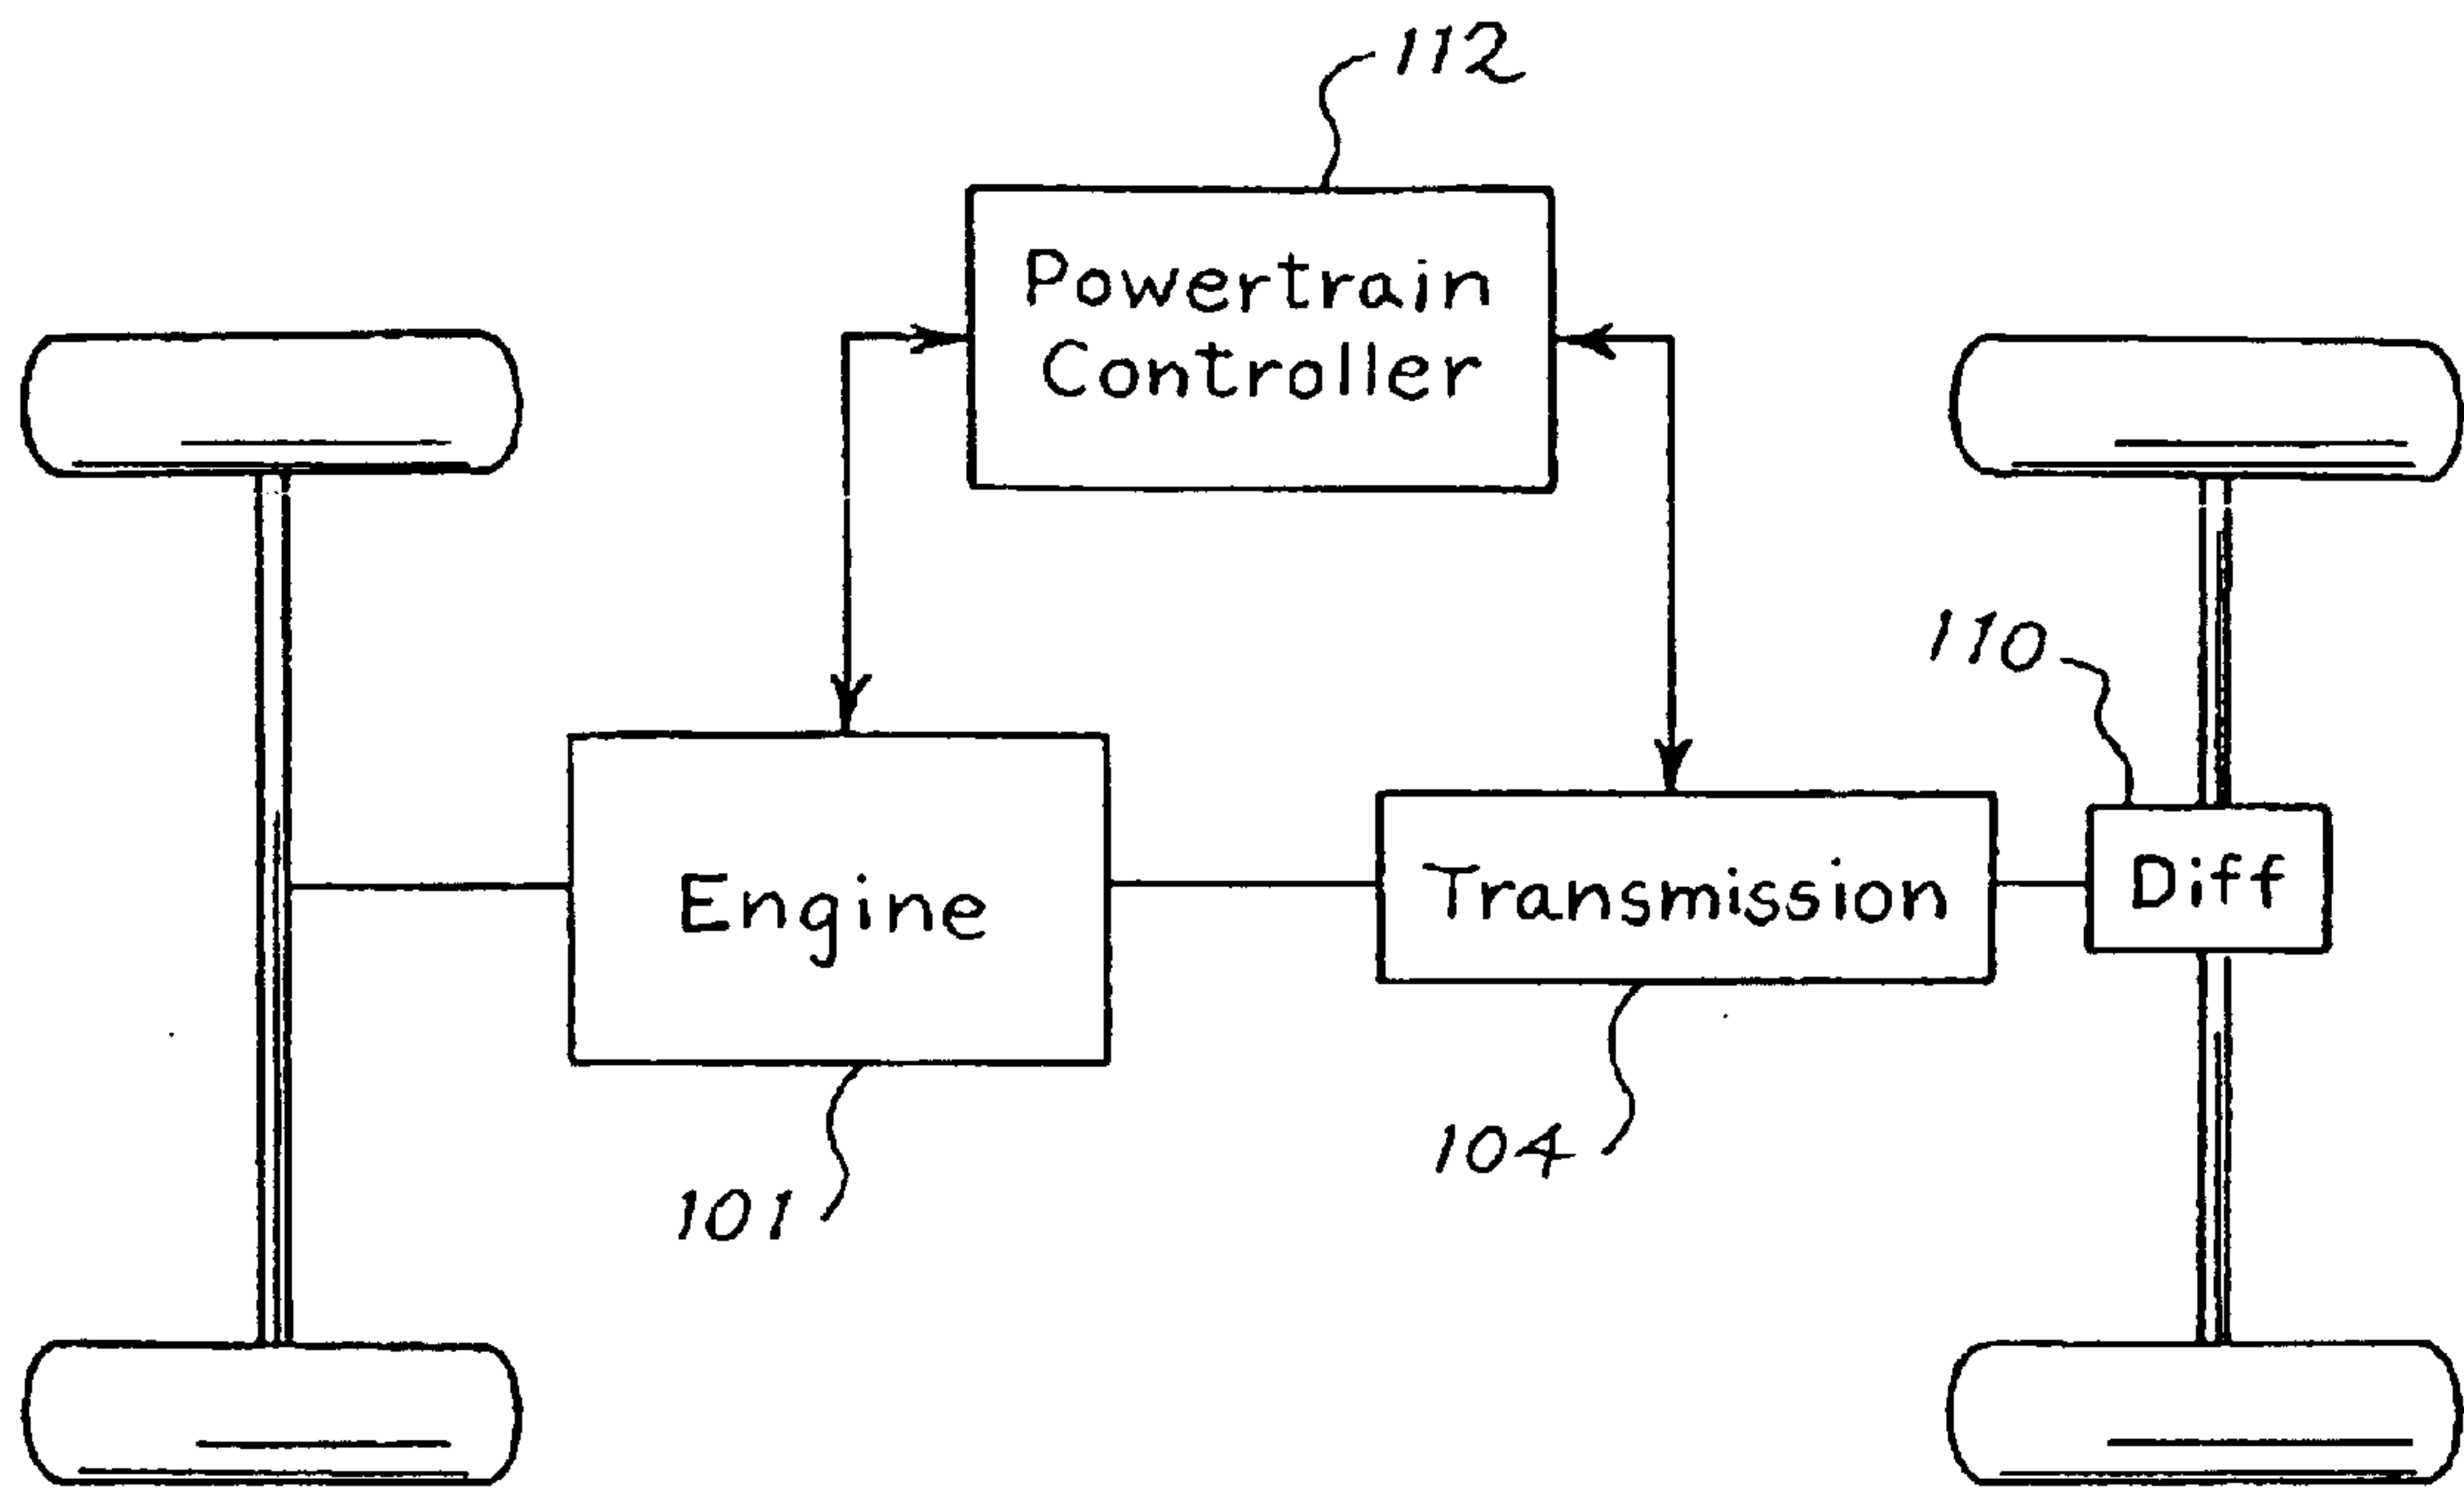 112
Powertrain
Controller
110
Engine
Transmission
Diff
104
101